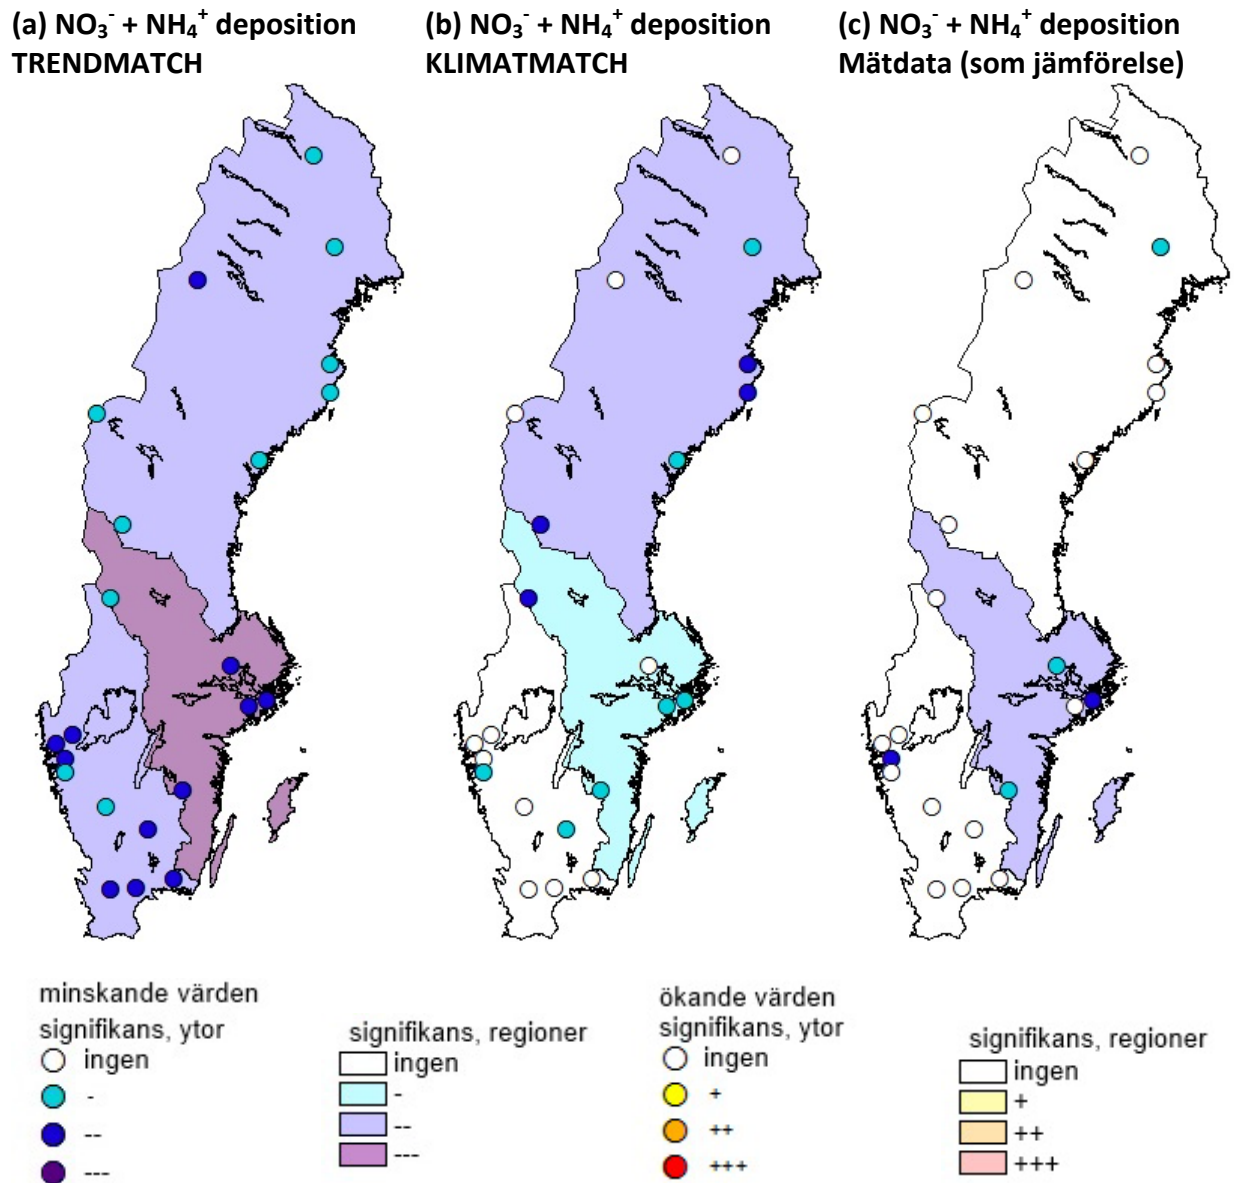 (a) NO₃⁻ + NH₄⁺ deposition
TRENDMATCH
(b) NO₃⁻ + NH₄⁺ deposition
KLIMATMATCH
(c) NO₃⁻ + NH₄⁺ deposition
Mätdata (som jämförelse)
minskande värden
signifikans, ytor
ingen
-
--
---
signifikans, regioner
ingen
-
--
---
ökande värden
signifikans, ytor
ingen
+
++
+++
signifikans, regioner
ingen
+
++
+++